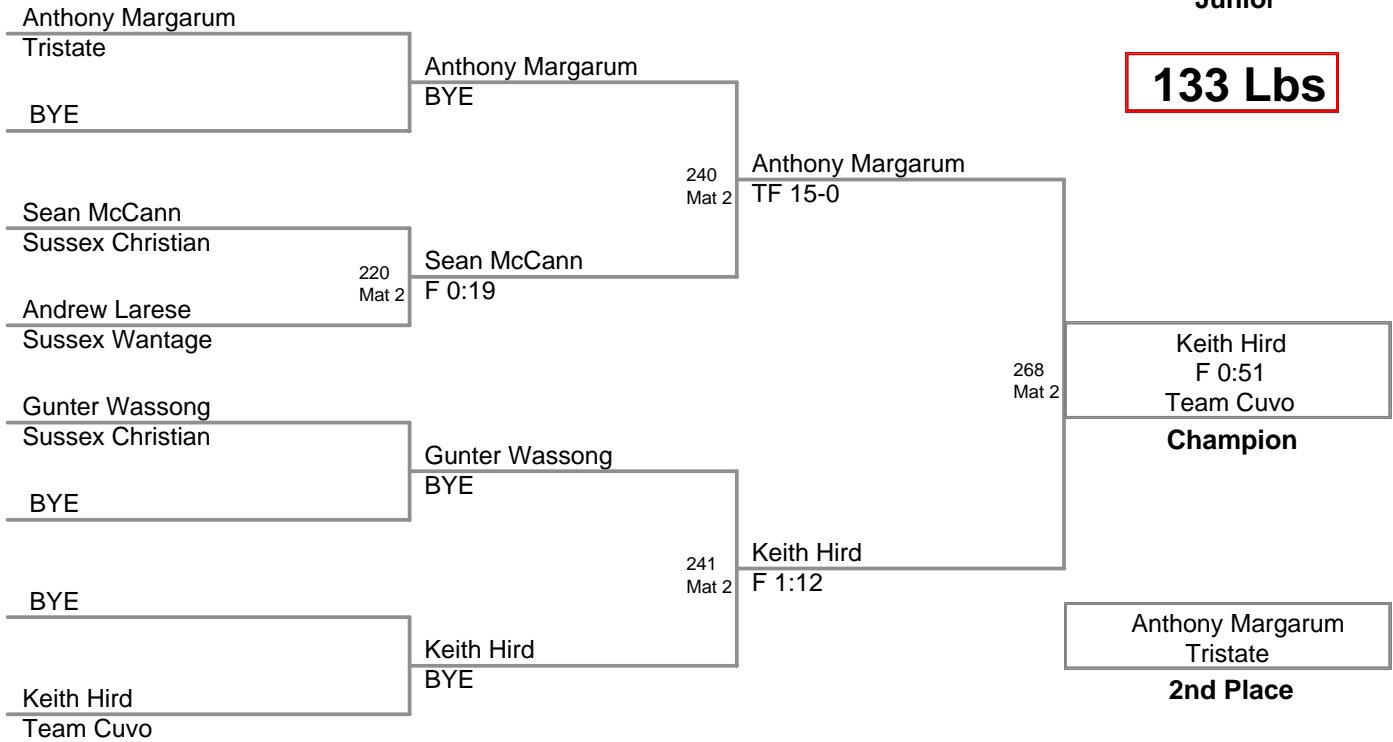 Junior
133 Lbs
Anthony Margarum
Tristate
BYE
Sean McCann
Sussex Christian
220
Mat 2
Andrew Larese
Sussex Wantage
Gunter Wassong
Sussex Christian
BYE
BYE
Keith Hird
Team Cuvo
Anthony Margarum
BYE
240
Mat 2
Sean McCann
F 0:19
Gunter Wassong
BYE
241
Mat 2
Keith Hird
BYE
Anthony Margarum
TF 15-0
268
Mat 2
Keith Hird
F 1:12
Keith Hird
F 0:51
Team Cuvo
Champion
Anthony Margarum
Tristate
2nd Place